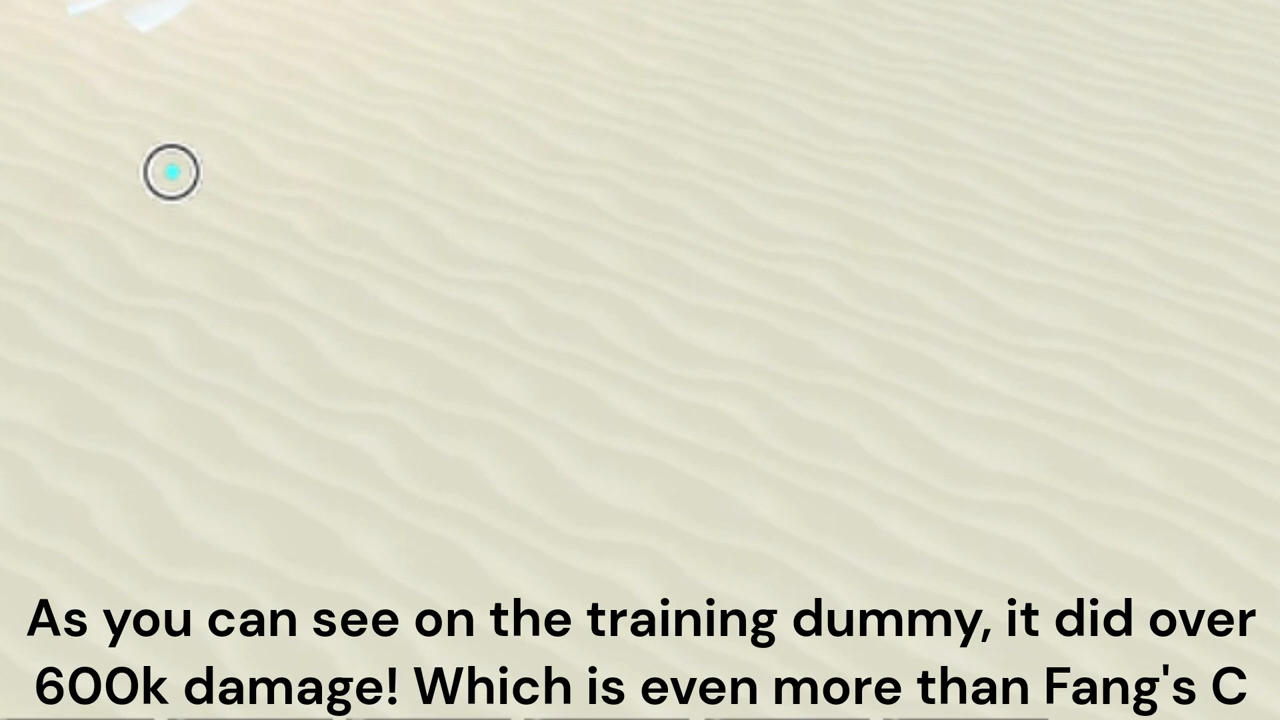 As you can see on the training dummy, it did over
600k damage! Which is even more than Fang's C